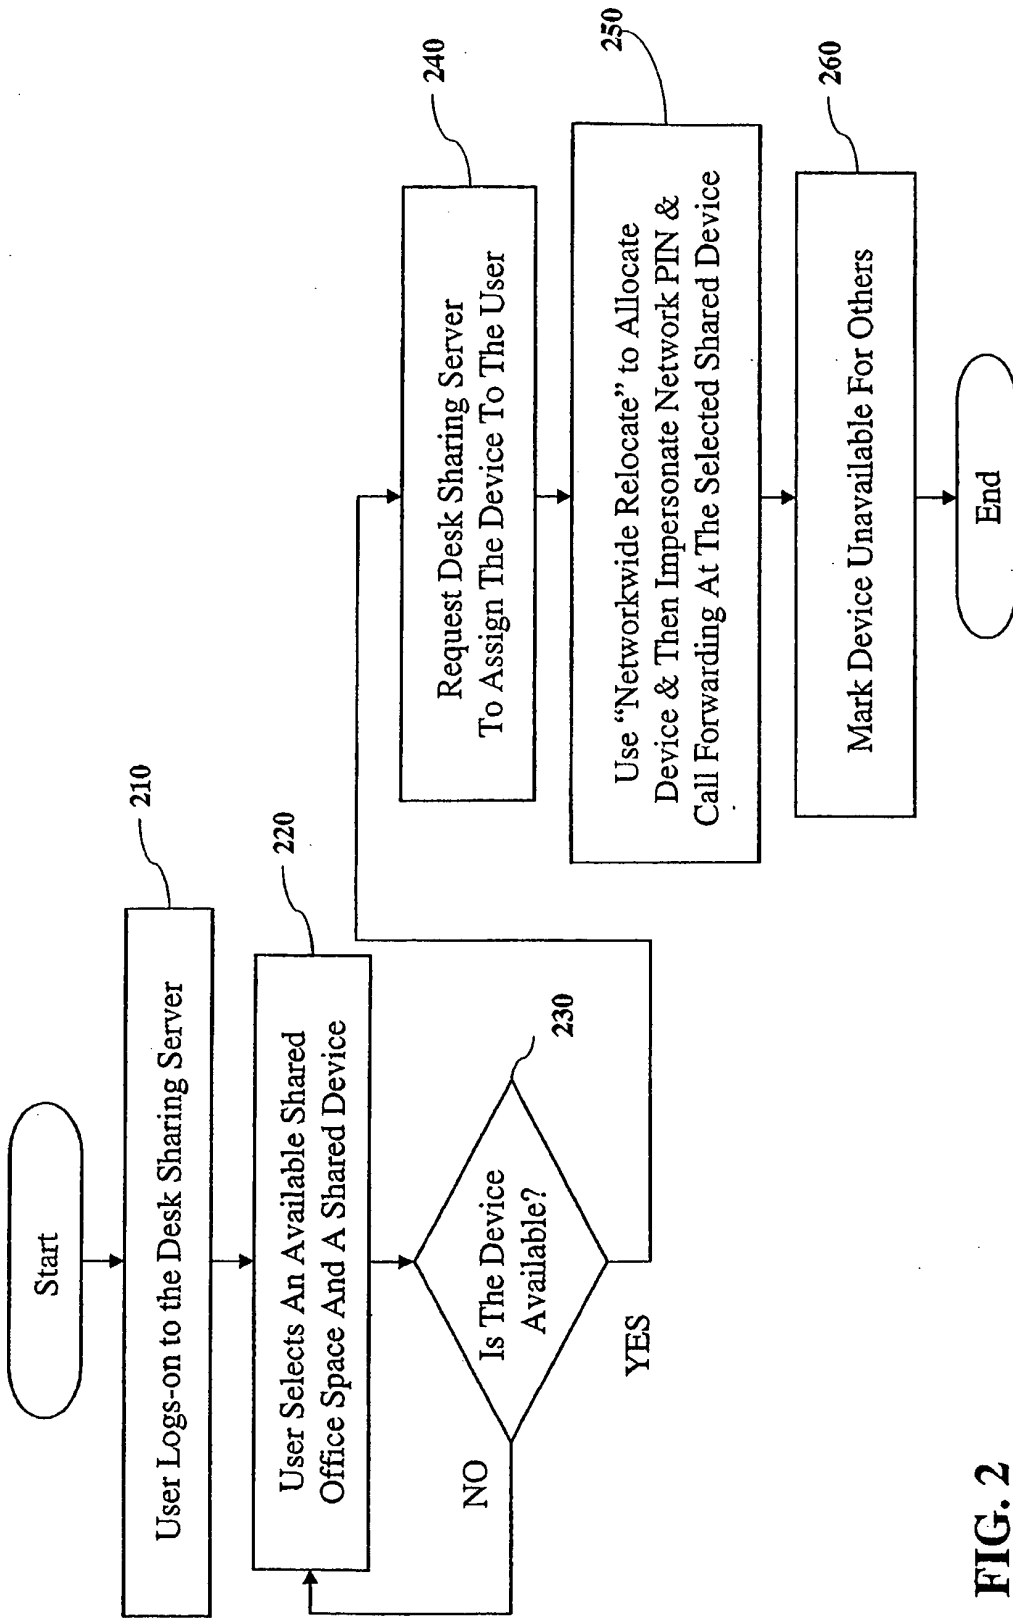 Start
210
User Logs-on to the Desk Sharing Server
220
User Selects An Available Shared
Office Space And A Shared Device
230
Is The Device
Available?
NO
YES
240
Request Desk Sharing Server
To Assign The Device To The User
250
Use “Networkwide Relocate” to Allocate
Device & Then Impersonate Network PIN &
Call Forwarding At The Selected Shared Device
260
Mark Device Unavailable For Others
End
FIG. 2